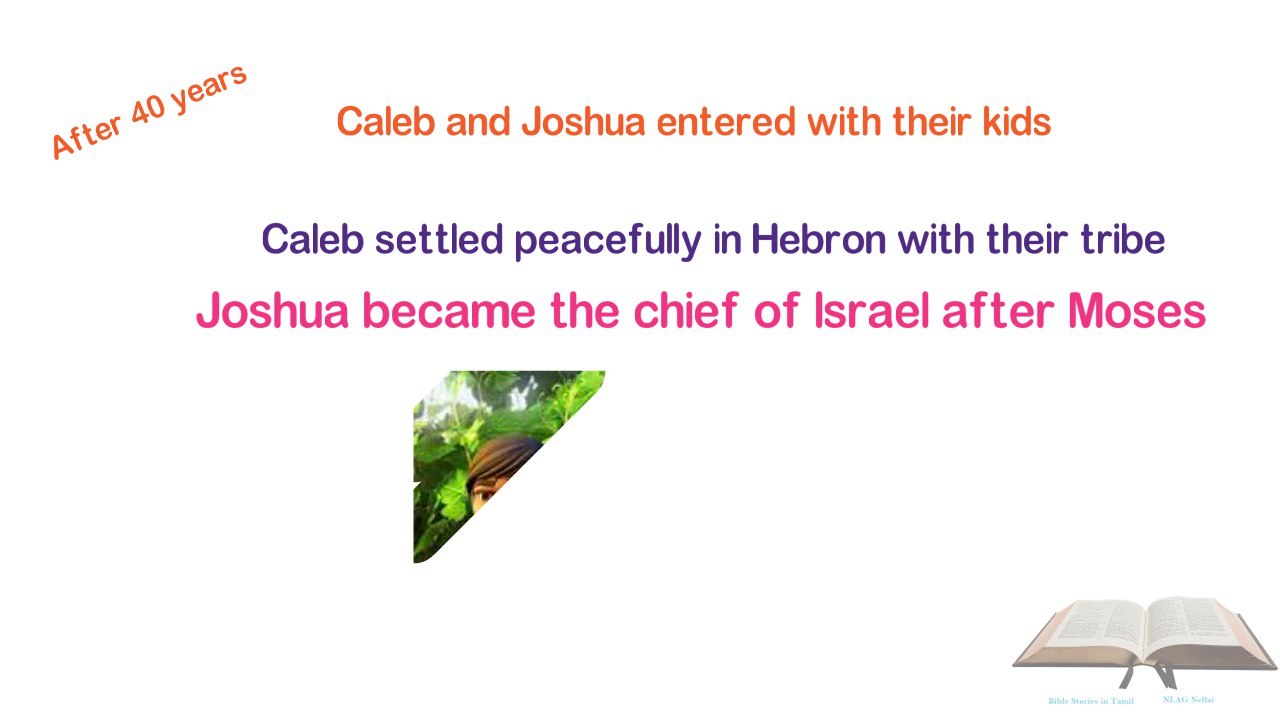 After 40 years
Caleb and Joshua entered with their kids
Caleb settled peacefully in Hebron with their tribe
Joshua became the chief of Israel after Moses
Bible Stories in Tamil
NLAG Nellai